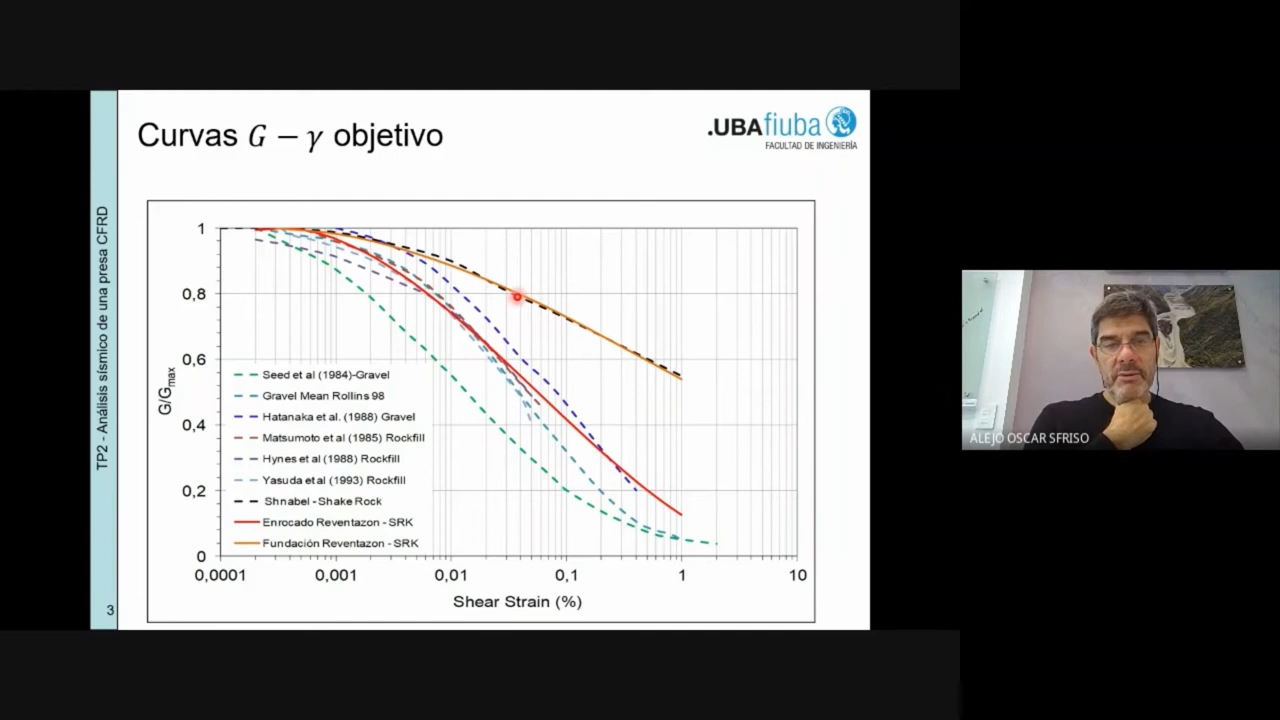 Curvas G − γ objetivo
.UBAfiuba
FACULTAD DE INGENIERÍA
TP2 - Análisis sísmico de una presa CFRD
3
G/Gmax
1
0,8
0,6
0,4
0,2
0
Seed et al (1984)-Gravel
Gravel Mean Rollins 98
Hatanaka et al. (1988) Gravel
Matsumoto et al (1985) Rockfill
Hynes et al (1988) Rockfill
Yasuda et al (1993) Rockfill
Shnabel - Shake Rock
Enrocado Reventazon - SRK
Fundación Reventazon - SRK
0,0001 0,001 0,01 0,1 1 10
Shear Strain (%)
ALEJO OSCAR SFRISO